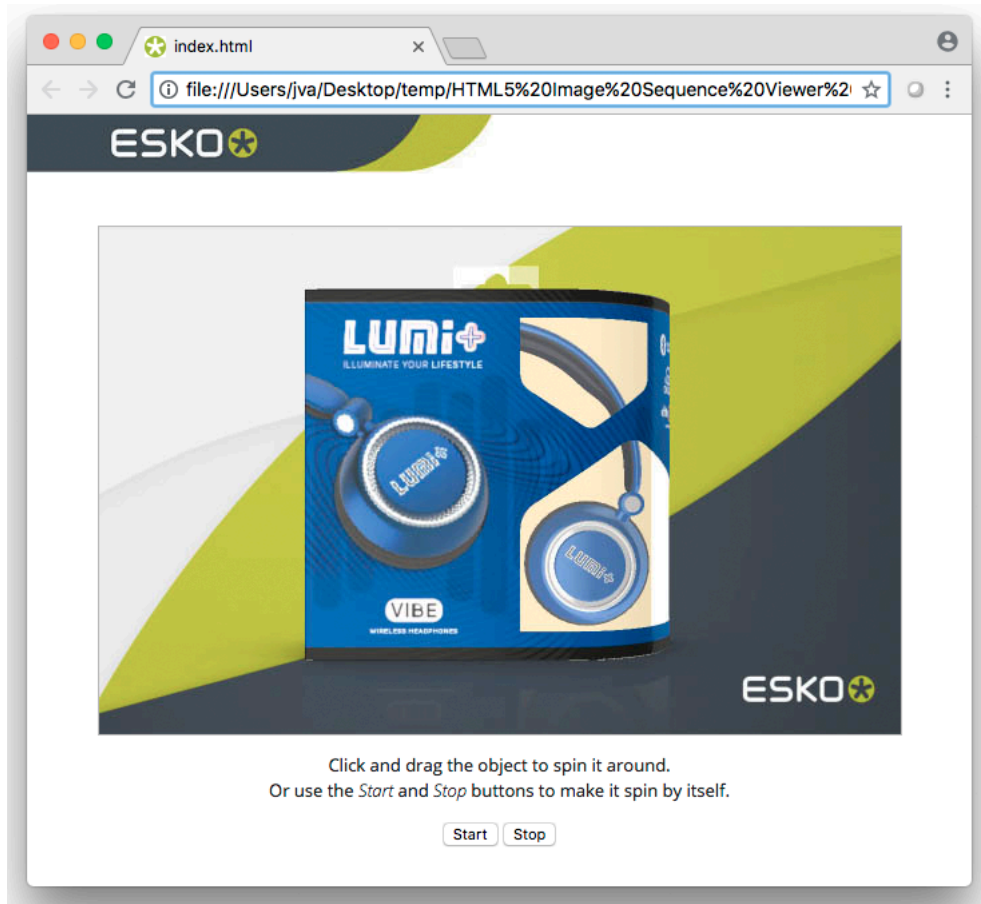 index.html
file:///Users/jva/Desktop/temp/HTML5%20Image%20Sequence%20Viewer%2
ESKO
LUMi+
ILLUMINATE YOUR LIFESTYLE
LUMi+
LUMi+
VIBE
WIRELESS HEADPHONES
ESKO
Click and drag the object to spin it around.
Or use the Start and Stop buttons to make it spin by itself.
Start Stop